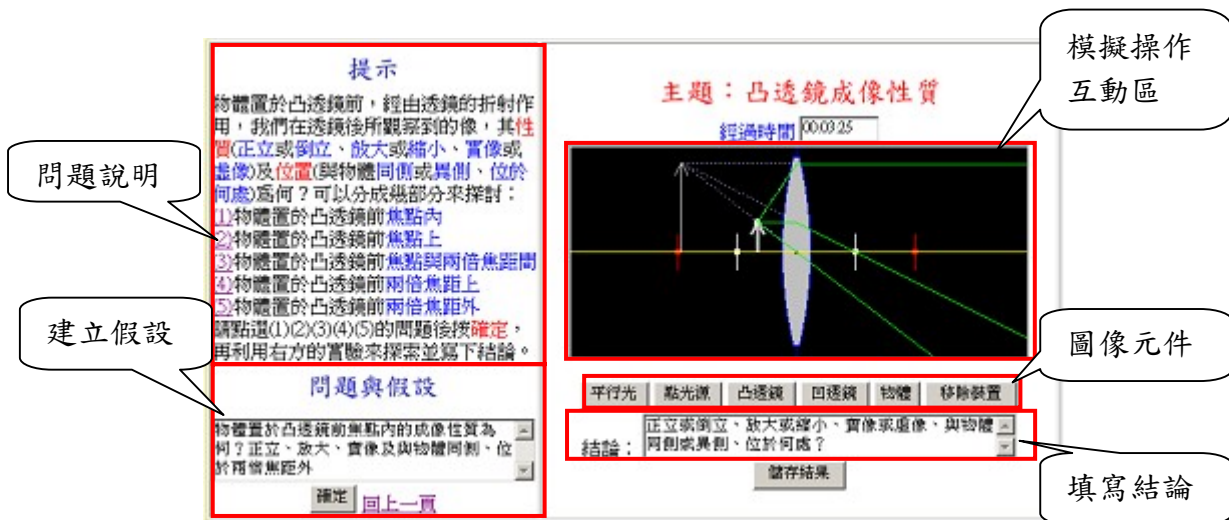 模擬操作
互動區
提示
物體置於凸透鏡前，經由透鏡的折射作
用，我們在透鏡後所觀察到的像，其性
質(正立或倒立、放大或縮小、實像或
虛像)及位置(與物體同側或異側、位於
何處)為何？可以分成幾部分來探討：
(1)物體置於凸透鏡前焦點內
(2)物體置於凸透鏡前焦點上
(3)物體置於凸透鏡前焦點與兩倍焦距間
(4)物體置於凸透鏡前兩倍焦距上
(5)物體置於凸透鏡前兩倍焦距外
請點選(1)(2)(3)(4)(5)的問題後按確定，
再利用右方的實驗來探索並寫下結論。
問題說明
建立假設
問題與假設
物體置於凸透鏡前焦點內的成像性質為
何？正立、放大、實像及與物體同側、位
於兩倍焦距外
確定 回上一頁
主題：凸透鏡成像性質
經過時間 00:03:25
圖像元件
平行光 點光源 凸透鏡 凹透鏡 物體 移除裝置
正立或倒立、放大或縮小、實像或虛像、與物體
結論： 同側或異側、位於何處？
儲存結果
填寫結論